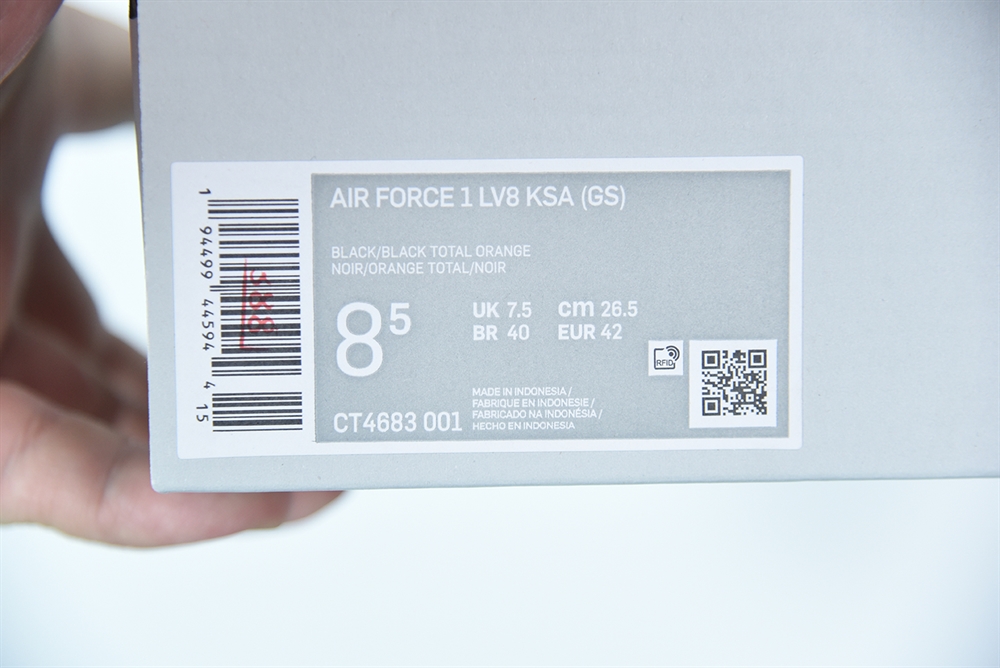 AIR FORCE 1 LV8 KSA (GS)
BLACK/BLACK TOTAL ORANGE
NOIR/ORANGE TOTAL/NOIR
8 5
UK 7.5 cm 26.5
BR 40 EUR 42
RFID
MADE IN INDONESIA /
FABRIQUE EN INDONESIE /
FABRICADO NA INDONÉSIA /
HECHO EN INDONESIA
CT4683 001
1 94499 44594 4 15